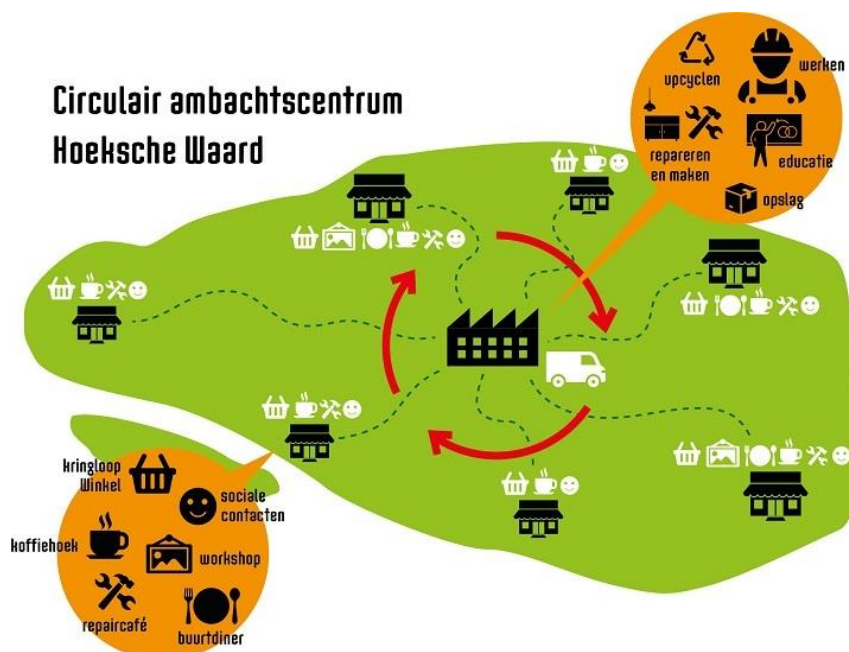 Circulair ambachtscentrum
Hoeksche Waard
upcyclen
werken
repareren
en maken
educatie
opslag
kringloop
Winkel
sociale
contacten
koffiehoek
workshop
repaircafé
buurtdiner